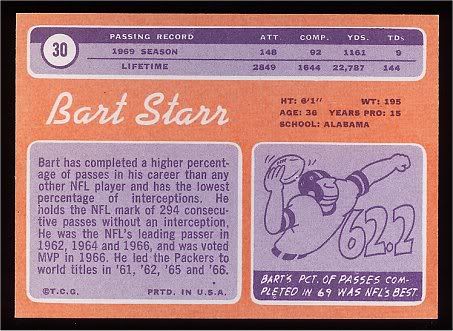 30
PASSING RECORD ATT. COMP. YDS. TDs
1969 SEASON 148 92 1161 9
LIFETIME 2849 1644 22,787 144
Bart Starr
HT: 6'1" WT: 195
AGE: 36 YEARS PRO: 15
SCHOOL: ALABAMA
Bart has completed a higher percent-
age of passes in his career than any
other NFL player and has the lowest
percentage of interceptions. He
holds the NFL mark of 294 consecu-
tive passes without an interception.
He was the NFL's leading passer in
1962, 1964 and 1966, and was voted
MVP in 1966. He led the Packers to
world titles in '61, '62, '65 and '66.
©T.C.G. PRTD. IN U.S.A.
62.2
BART'S PCT. OF PASSES COM-
PLETED IN 69 WAS NFL'S BEST.